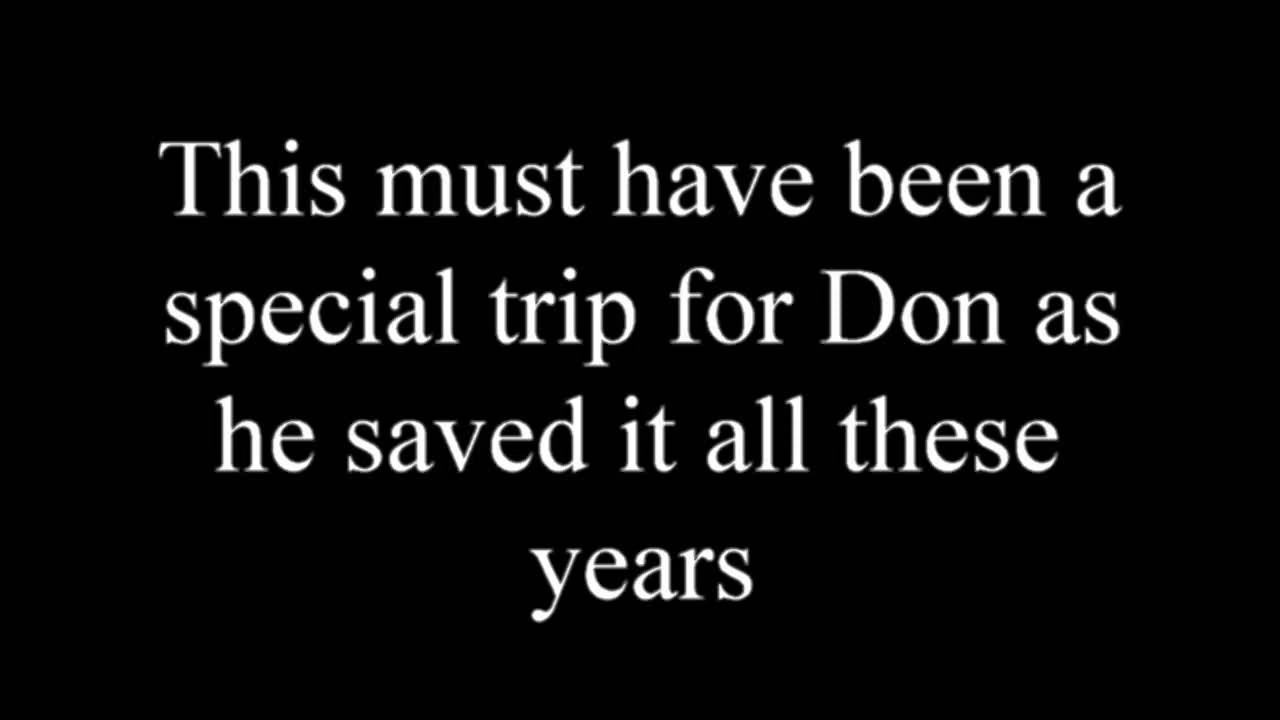 This must have been a
special trip for Don as
he saved it all these
years